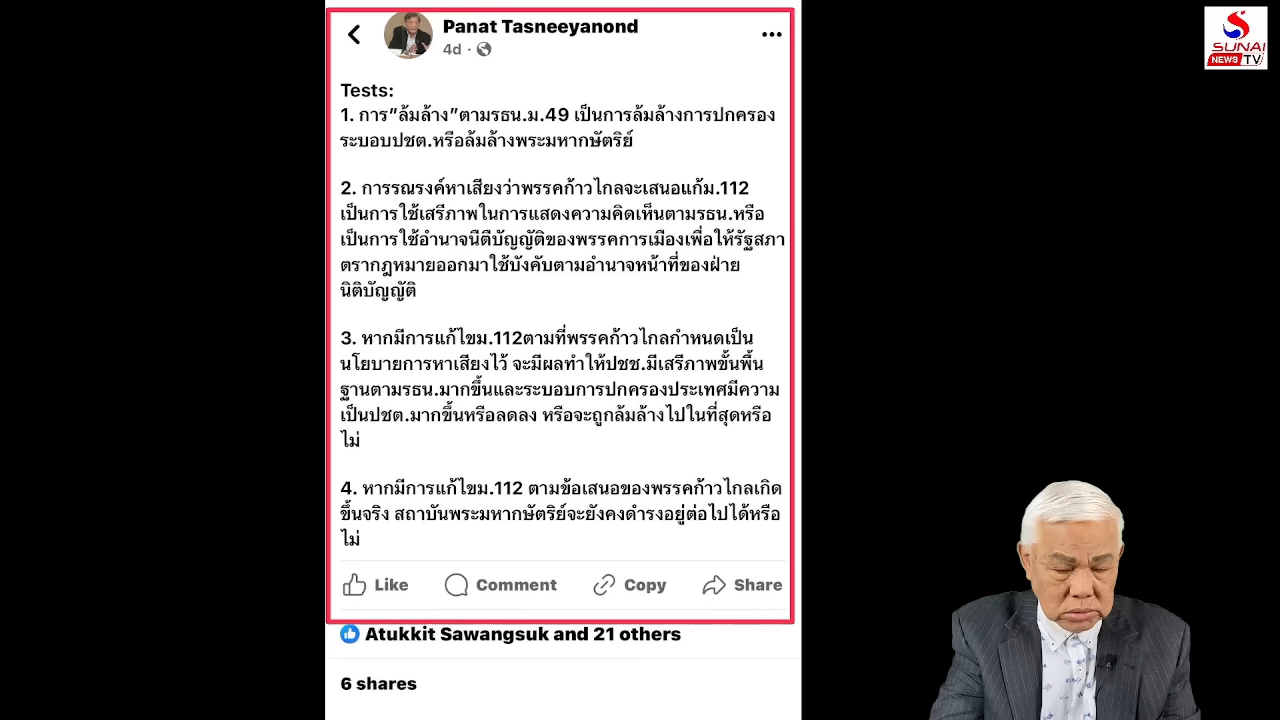 Panat Tasneeyanond
4d ·
SUNAI
NEWS TV
Tests:
1. การ”ล้มล้าง”ตามรธน.ม.49 เป็นการล้มล้างการปกครอง
ระบอบปชต.หรือล้มล้างพระมหากษัตริย์
2. การรณรงค์หาเสียงว่าพรรคก้าวไกลจะเสนอแก้ม.112
เป็นการใช้เสรีภาพในการแสดงความคิดเห็นตามรธน.หรือ
เป็นการใช้อำนาจนืตืบัญญัติของพรรคการเมืองเพื่อให้รัฐสภา
ตรากฎหมายออกมาใช้บังคับตามอำนาจหน้าที่ของฝ่าย
นิติบัญญัติ
3. หากมีการแก้ไขม.112ตามที่พรรคก้าวไกลกำหนดเป็น
นโยบายการหาเสียงไว้ จะมีผลทำให้ปชช.มีเสรีภาพขั้นพื้น
ฐานตามรธน.มากขึ้นและระบอบการปกครองประเทศมีความ
เป็นปชต.มากขึ้นหรือลดลง หรือจะถูกล้มล้างไปในที่สุดหรือ
ไม่
4. หากมีการแก้ไขม.112 ตามข้อเสนอของพรรคก้าวไกลเกิด
ขึ้นจริง สถาบันพระมหากษัตริย์จะยังคงดำรงอยู่ต่อไปได้หรือ
ไม่
Like Comment Copy Share
Atukkit Sawangsuk and 21 others
6 shares